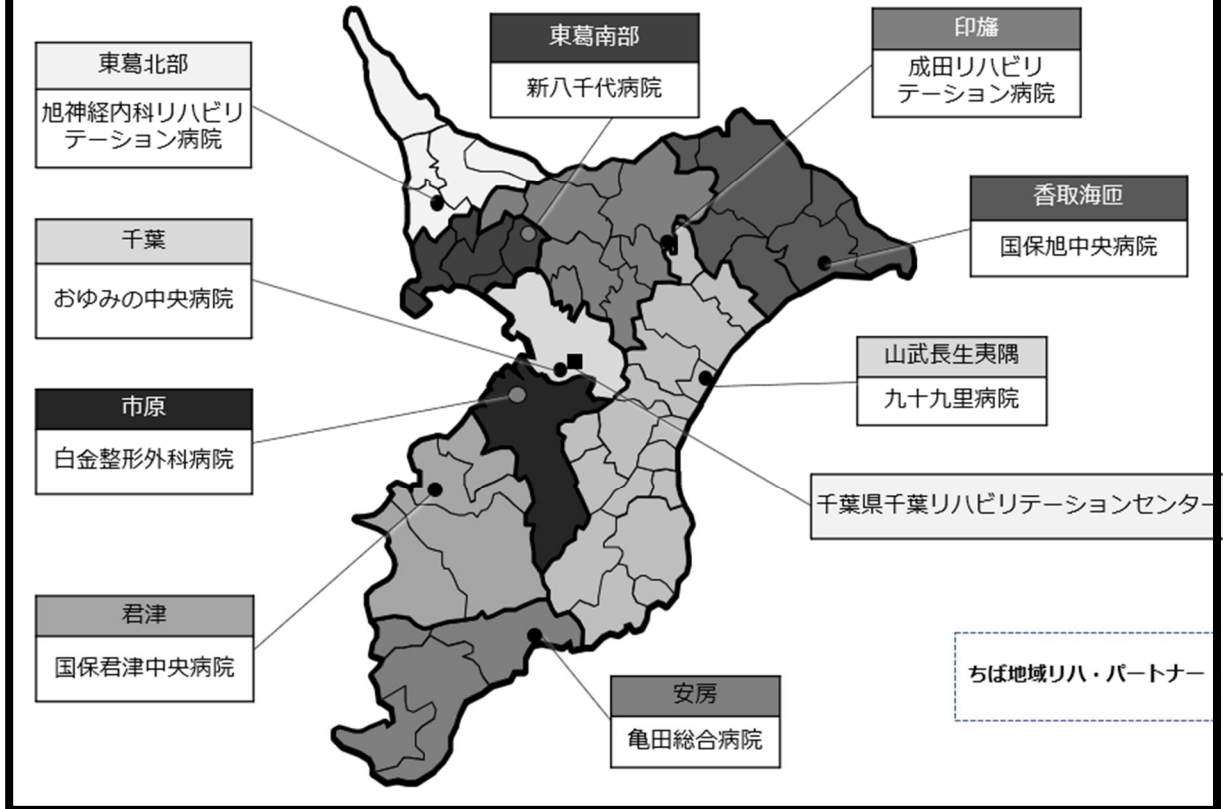 東葛北部
旭神経内科リハビリ
テーション病院
東葛南部
新八千代病院
印旛
成田リハビリ
テーション病院
香取海匝
国保旭中央病院
千葉
おゆみの中央病院
山武長生夷隅
九十九里病院
市原
白金整形外科病院
千葉県千葉リハビリテーションセンター
君津
国保君津中央病院
安房
亀田総合病院
ちば地域リハ・パートナー